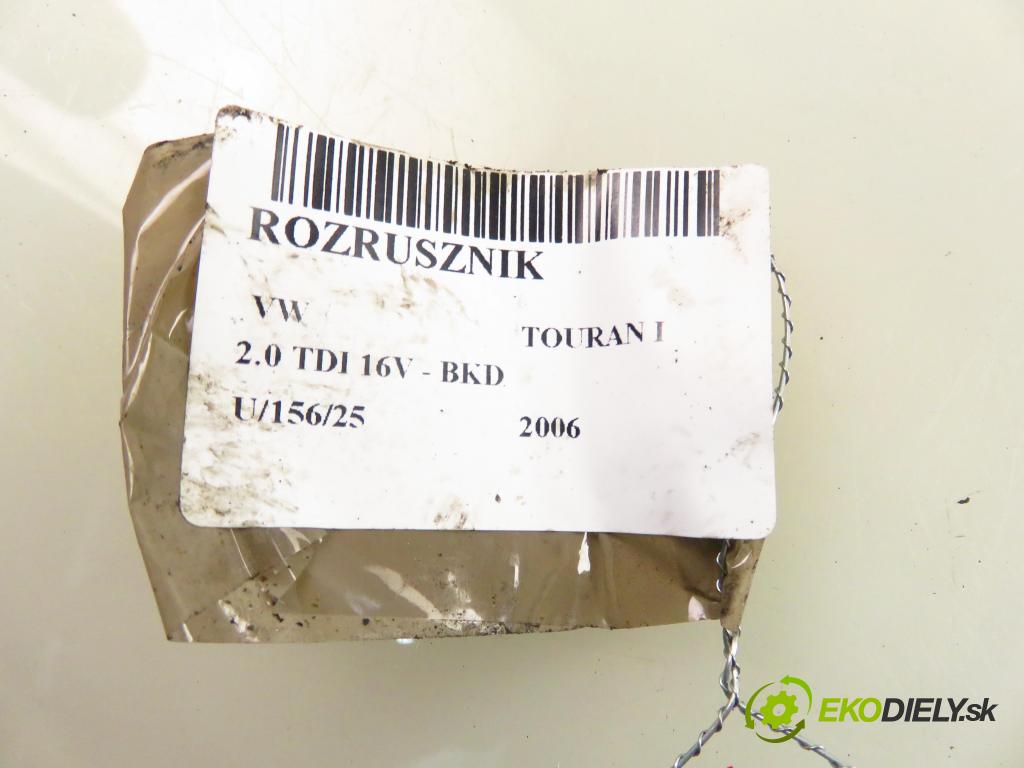 ROZRUSZNIK
VW TOURAN I
2.0 TDI 16V - BKD
U/156/25 2006
EKODIELY.sk